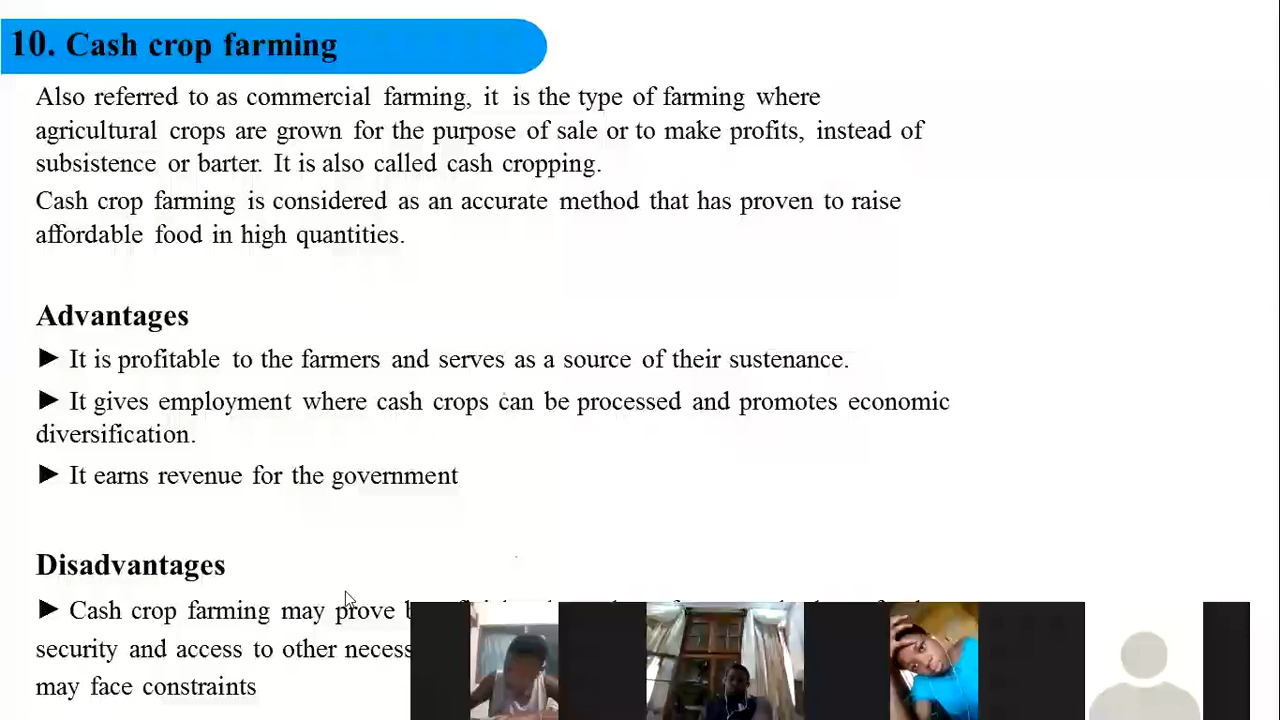 10. Cash crop farming
Also referred to as commercial farming, it is the type of farming where
agricultural crops are grown for the purpose of sale or to make profits, instead of
subsistence or barter. It is also called cash cropping.
Cash crop farming is considered as an accurate method that has proven to raise
affordable food in high quantities.
Advantages
► It is profitable to the farmers and serves as a source of their sustenance.
► It gives employment where cash crops can be processed and promotes economic
diversification.
► It earns revenue for the government
Disadvantages
► Cash crop farming may prove
security and access to other
may face constraints